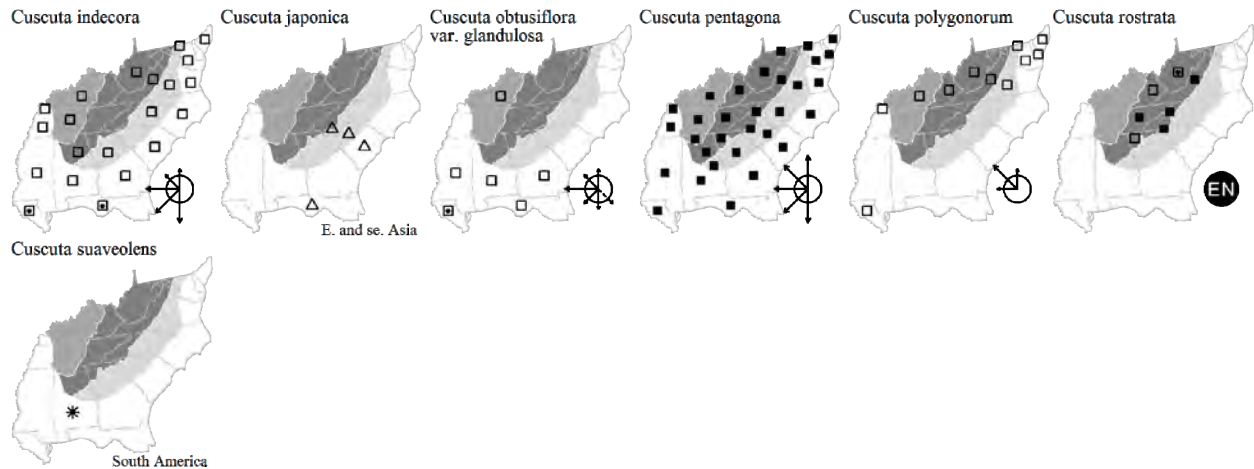 Cuscuta indecora
Cuscuta japonica
Cuscuta obtusiflora
var. glandulosa
Cuscuta pentagona
Cuscuta polygonorum
Cuscuta rostrata
E. and se. Asia
EN
Cuscuta suaveolens
South America